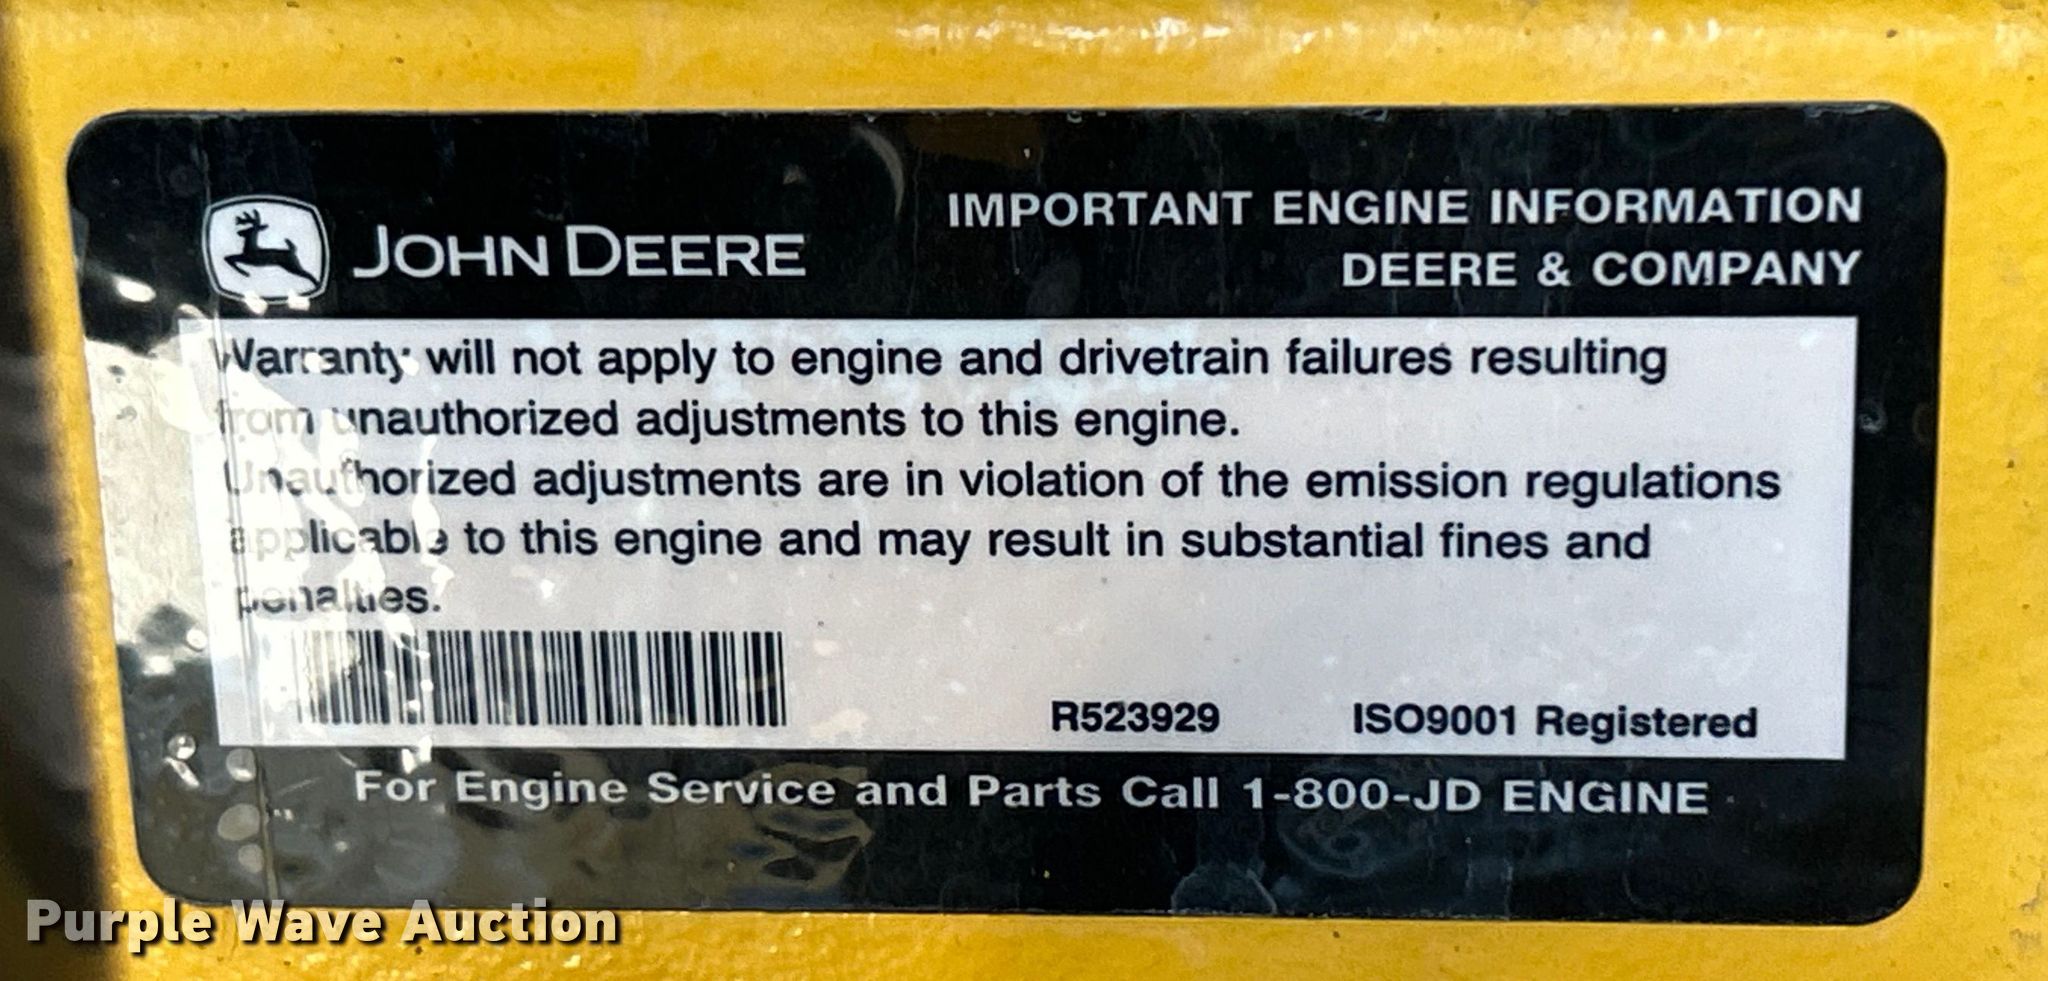 JOHN DEERE
IMPORTANT ENGINE INFORMATION
DEERE & COMPANY
Warranty will not apply to engine and drivetrain failures resulting
from unauthorized adjustments to this engine.
Unauthorized adjustments are in violation of the emission regulations
applicable to this engine and may result in substantial fines and
penalties.
R523929 ISO9001 Registered
For Engine Service and Parts Call 1-800-JD ENGINE
Purple Wave Auction